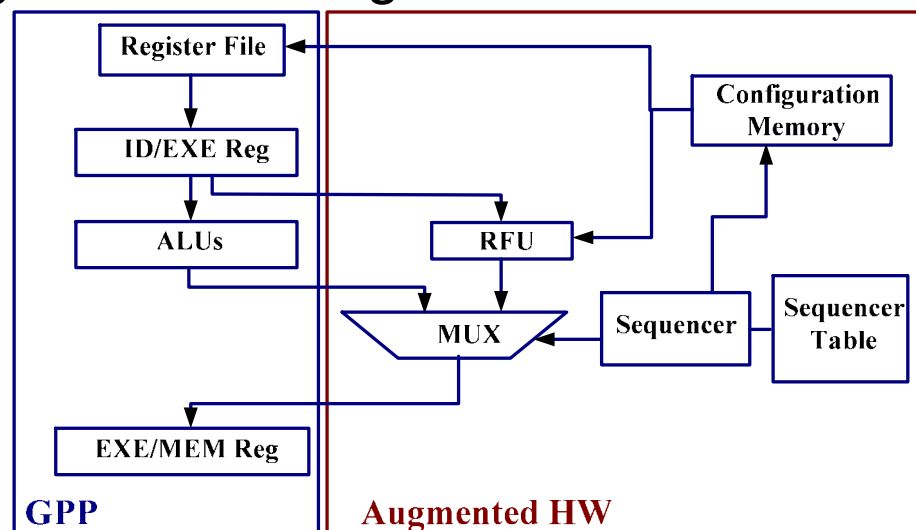 Register File
Configuration
Memory
ID/EXE Reg
ALUs
RFU
MUX
Sequencer
Sequencer
Table
EXE/MEM Reg
GPP
Augmented HW